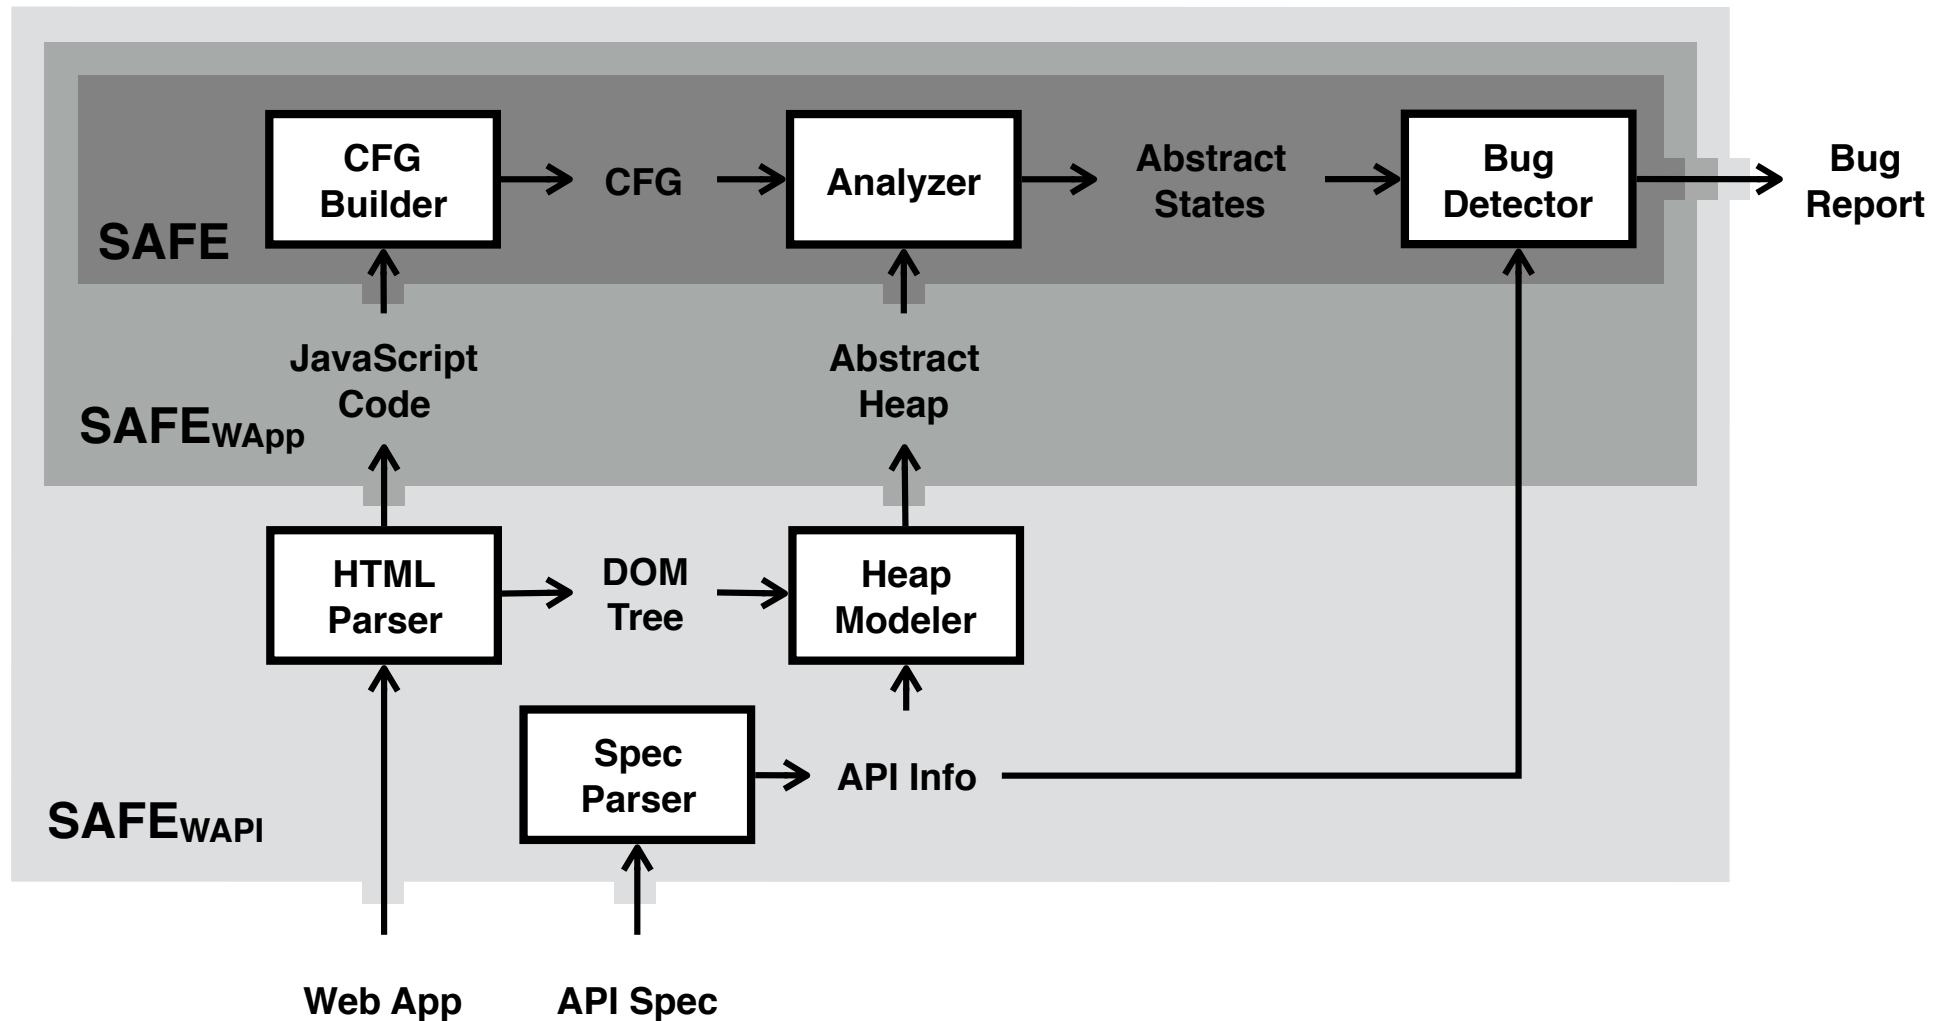 CFG
Builder
CFG
Analyzer
Abstract
States
Bug
Detector
Bug
Report
SAFE
JavaScript
Code
Abstract
Heap
SAFEWApp
HTML
Parser
DOM
Tree
Heap
Modeler
Spec
Parser
API Info
SAFEWAPI
Web App
API Spec